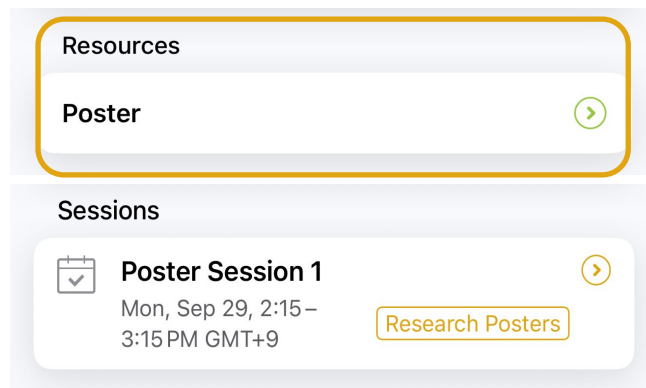 Resources
Poster
Sessions
Poster Session 1
Mon, Sep 29, 2:15–
3:15 PM GMT+9
Research Posters